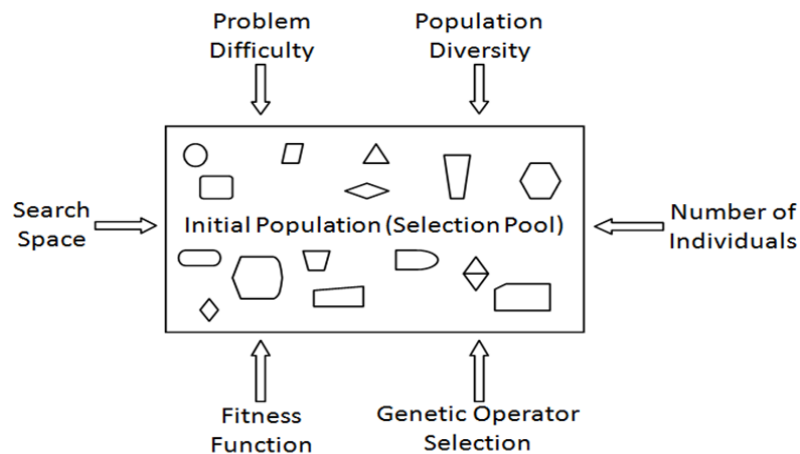 Problem
Difficulty
Population
Diversity
Search
Space
Initial Population (Selection Pool)
Number of
Individuals
Fitness
Function
Genetic Operator
Selection